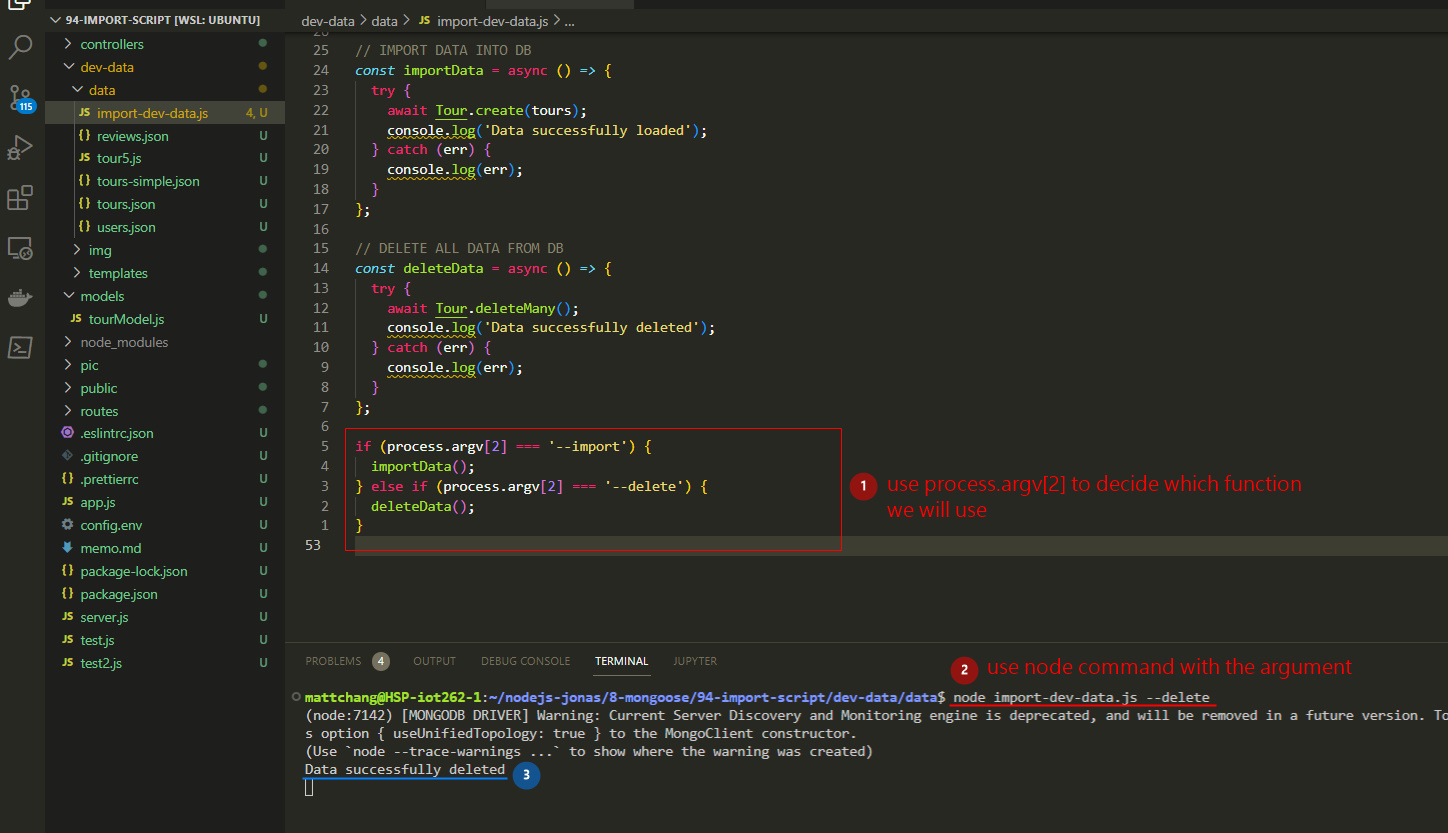 94-IMPORT-SCRIPT [WSL: UBUNTU]
controllers
dev-data
data
JS import-dev-data.js 4, U
{} reviews.json U
JS tour5.js U
{} tours-simple.json U
{} tours.json U
{} users.json U
img
templates
models
JS tourModel.js U
node_modules
pic
public
routes
.eslintrc.json U
.gitignore U
{} .prettierrc U
JS app.js U
config.env U
memo.md U
{} package-lock.json U
{} package.json U
JS server.js U
JS test.js U
JS test2.js U
115
dev-data > data > JS import-dev-data.js > ...
26
25 // IMPORT DATA INTO DB
24 const importData = async () => {
23 try {
22 await Tour.create(tours);
21 console.log('Data successfully loaded');
20 } catch (err) {
19 console.log(err);
18 }
17 };
16
15 // DELETE ALL DATA FROM DB
14 const deleteData = async () => {
13 try {
12 await Tour.deleteMany();
11 console.log('Data successfully deleted');
10 } catch (err) {
9 console.log(err);
8 }
7 };
6
5 if (process.argv[2] === '--import') {
4 importData();
3 } else if (process.argv[2] === '--delete') {
2 deleteData();
1 }
53
1 use process.argv[2] to decide which function
we will use
PROBLEMS 4 OUTPUT DEBUG CONSOLE TERMINAL JUPYTER
2 use node command with the argument
mattchang@HSP-iot262-1:~/nodejs-jonas/8-mongoose/94-import-script/dev-data/data$ node import-dev-data.js --delete
(node:7142) [MONGODB DRIVER] Warning: Current Server Discovery and Monitoring engine is deprecated, and will be removed in a future version. To
s option { useUnifiedTopology: true } to the MongoClient constructor.
(Use `node --trace-warnings ...` to show where the warning was created)
Data successfully deleted 3